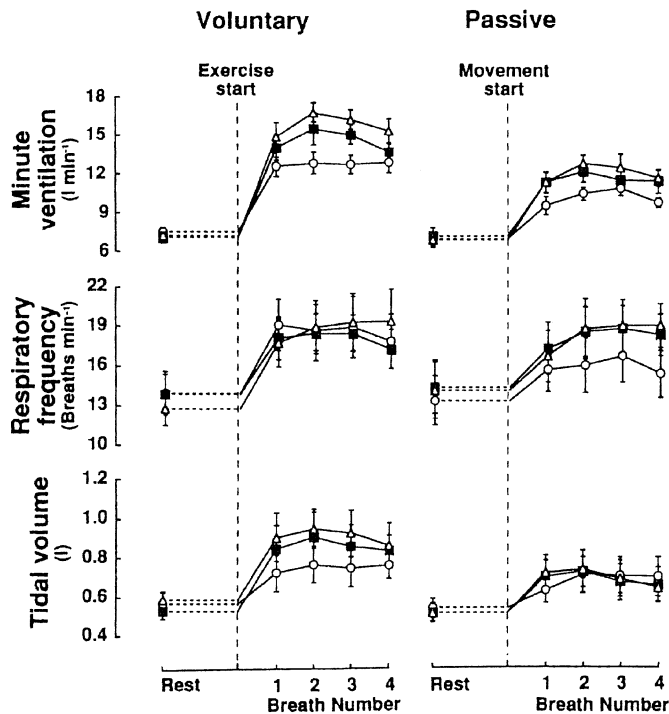 Voluntary
Passive
Exercise
start
Movement
start
Minute
ventilation
(l min⁻¹)
18
15
12
9
6
Respiratory
frequency
(Breaths min⁻¹)
22
19
16
13
10
Tidal volume
(l)
1.2
1.0
0.8
0.6
0.4
Rest
1 2 3 4
Breath Number
Rest
1 2 3 4
Breath Number